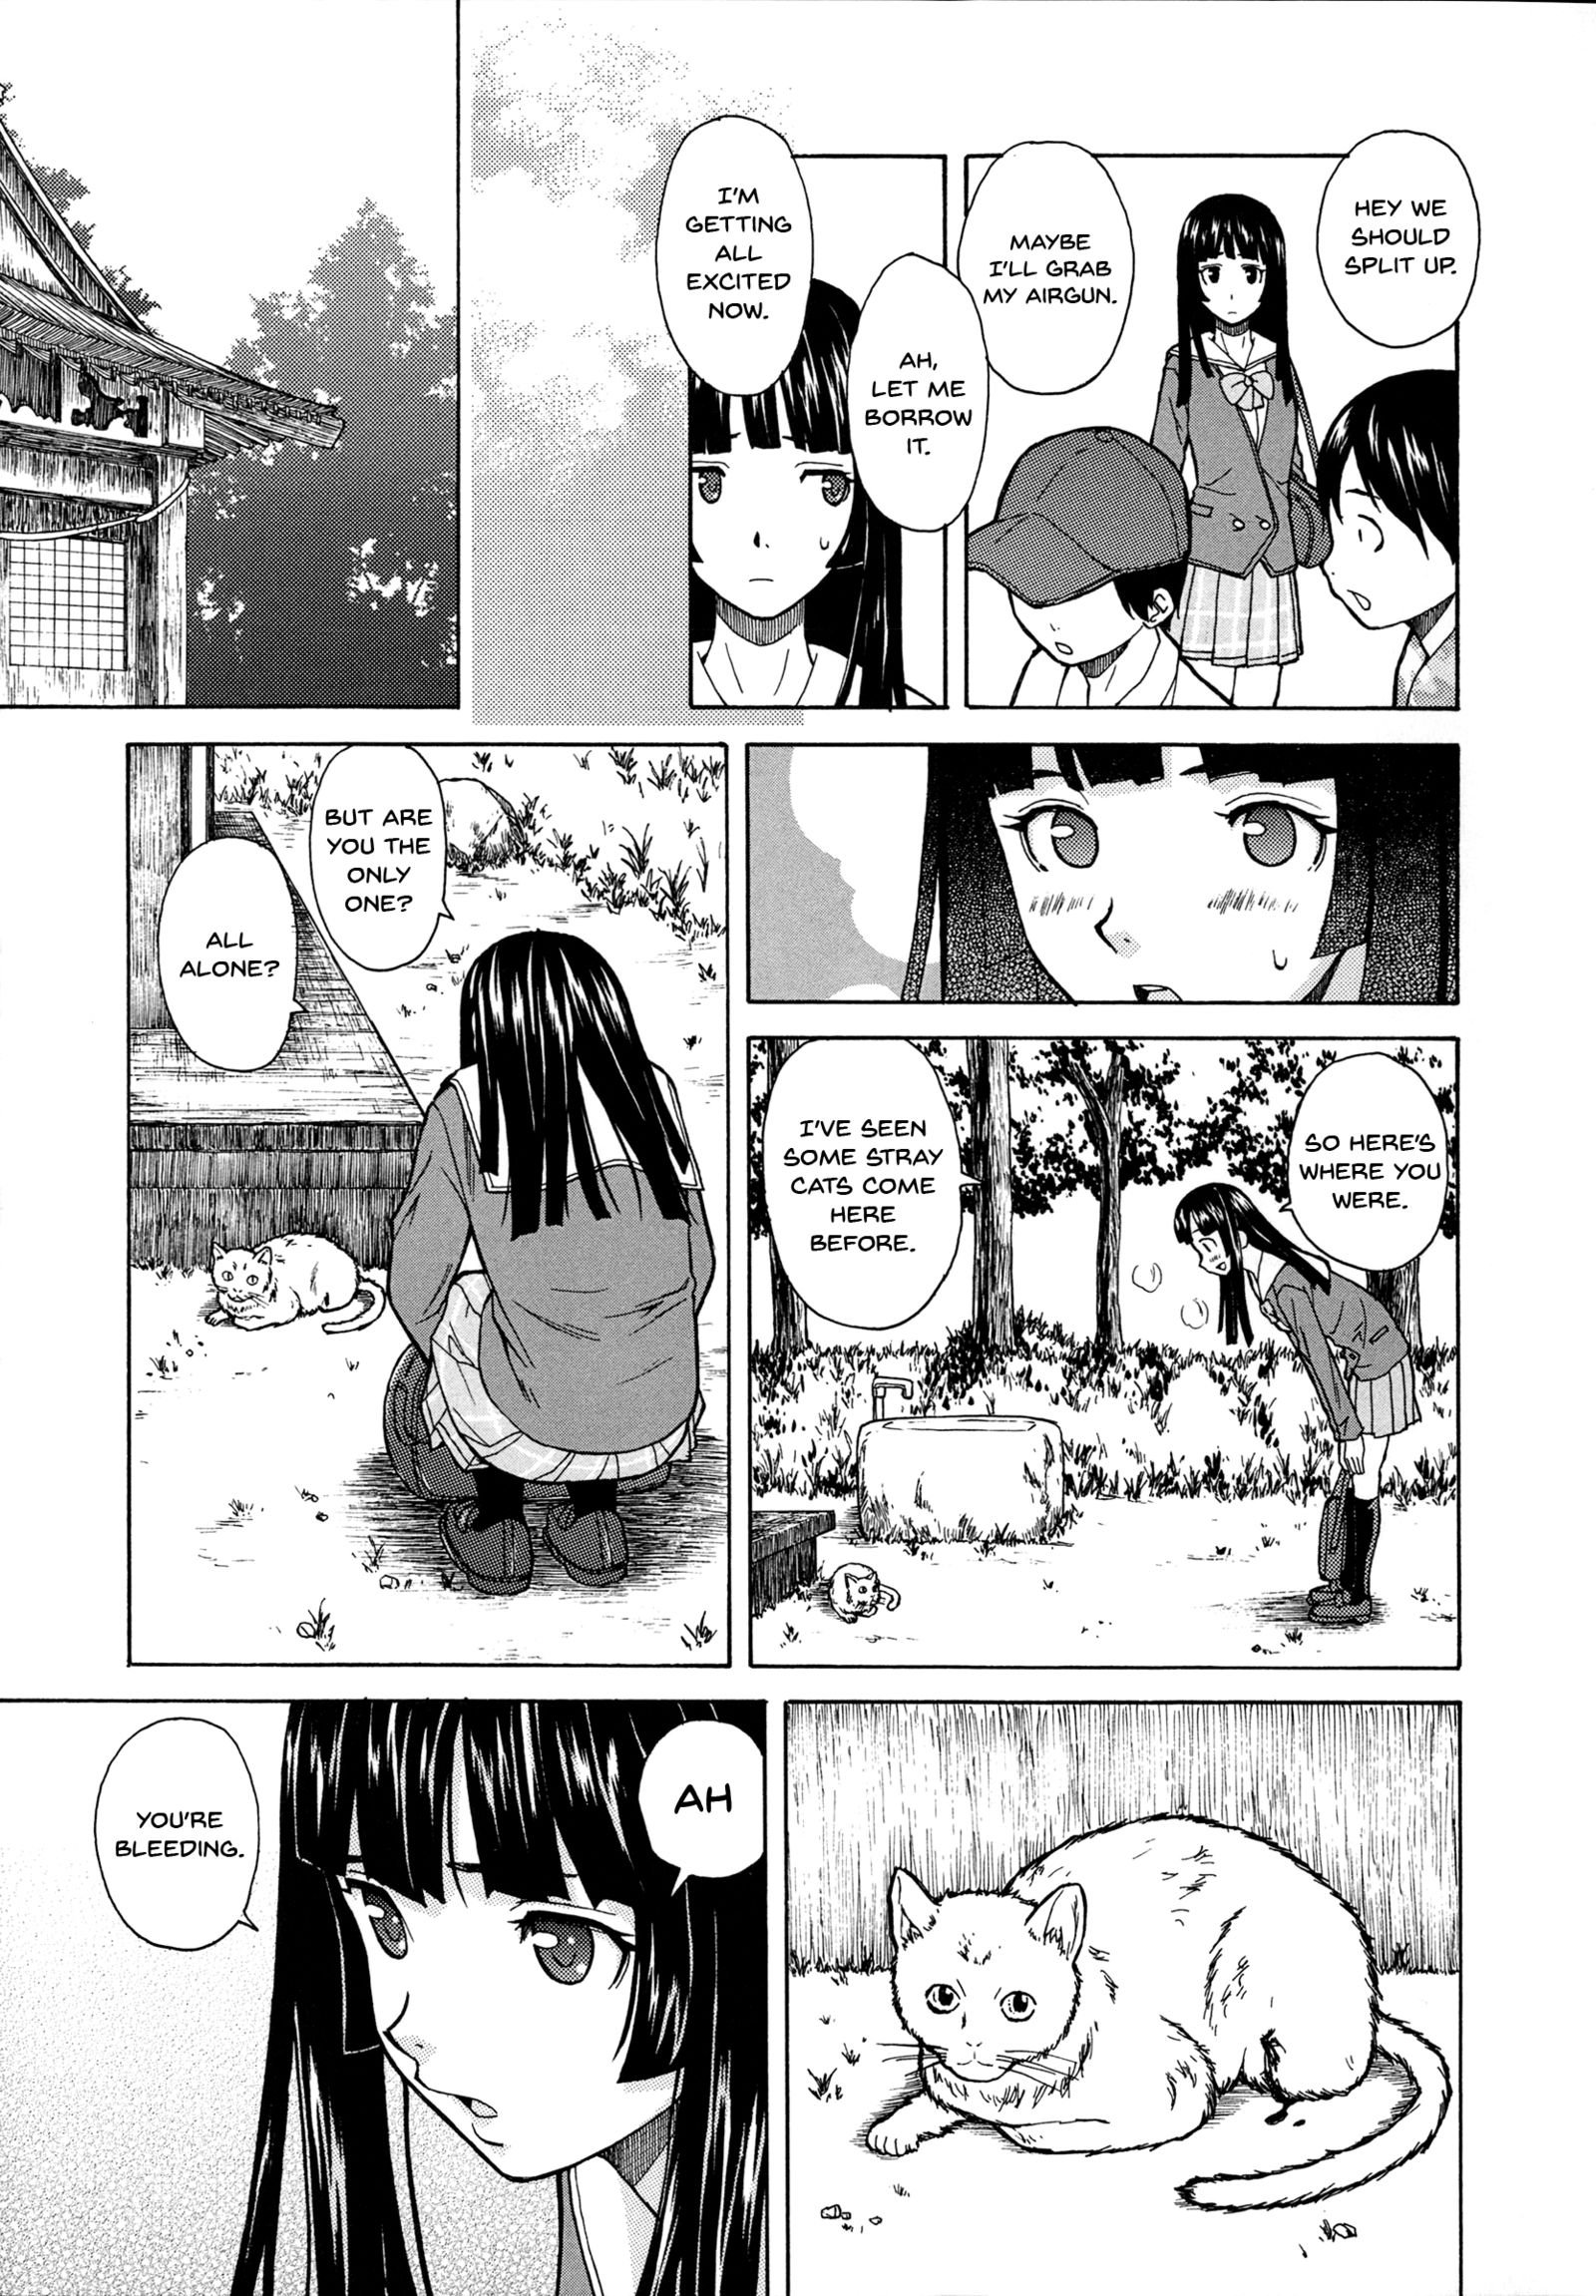 HEY WE
SHOULD
SPLIT UP.
MAYBE
I'LL GRAB
MY AIRGUN.
AH,
LET ME
BORROW
IT.
I'M
GETTING
ALL
EXCITED
NOW.
SO HERE'S
WHERE YOU
WERE.
I'VE SEEN
SOME STRAY
CATS COME
HERE
BEFORE.
BUT ARE
YOU THE
ONLY
ONE?
ALL
ALONE?
AH
YOU'RE
BLEEDING.